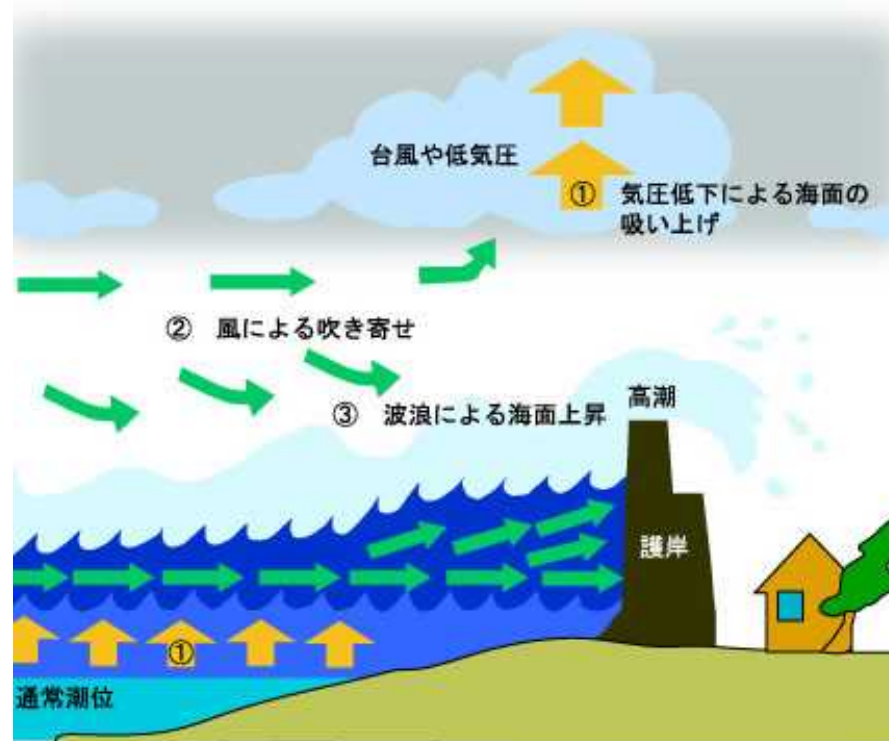 台風や低気圧
① 気圧低下による海面の
吸い上げ
② 風による吹き寄せ
③ 波浪による海面上昇
高潮
護岸
①
通常潮位